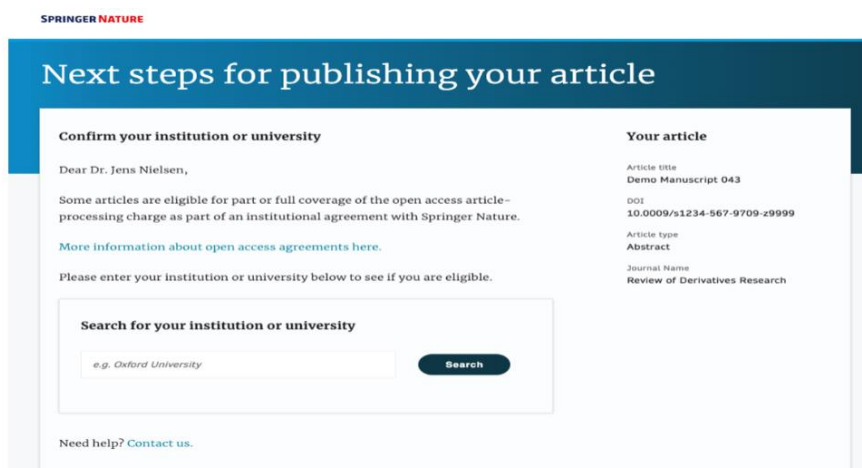 SPRINGER NATURE
Next steps for publishing your article
Confirm your institution or university
Dear Dr. Jens Nielsen,
Some articles are eligible for part or full coverage of the open access article-
processing charge as part of an institutional agreement with Springer Nature.
More information about open access agreements here.
Please enter your institution or university below to see if you are eligible.
Search for your institution or university
e.g. Oxford University
Search
Need help? Contact us.
Your article
Article title
Demo Manuscript 043
DOI
10.0009/s1234-567-9709-z9999
Article type
Abstract
Journal Name
Review of Derivatives Research